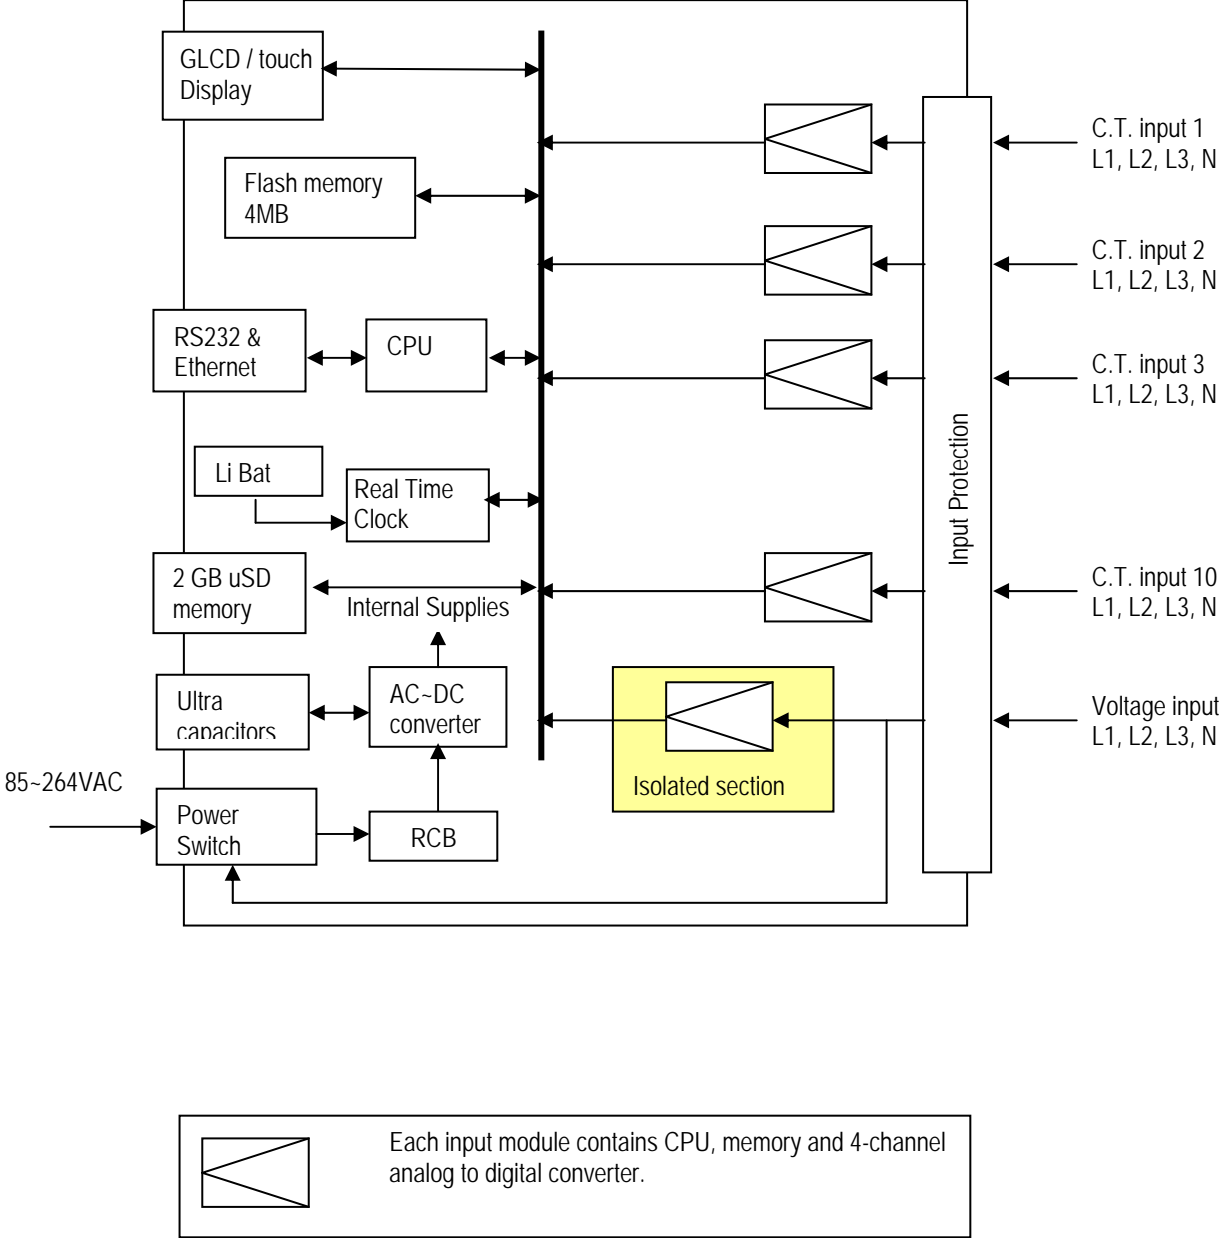 GLCD / touch
Display
C.T. input 1
L1, L2, L3, N
Flash memory
4MB
C.T. input 2
L1, L2, L3, N
RS232 &
Ethernet
CPU
C.T. input 3
L1, L2, L3, N
Input Protection
Li Bat
Real Time
Clock
2 GB uSD
memory
Internal Supplies
C.T. input 10
L1, L2, L3, N
Ultra
capacitors
AC~DC
converter
Voltage input
L1, L2, L3, N
Isolated section
85~264VAC
Power
Switch
RCB
Each input module contains CPU, memory and 4-channel
analog to digital converter.